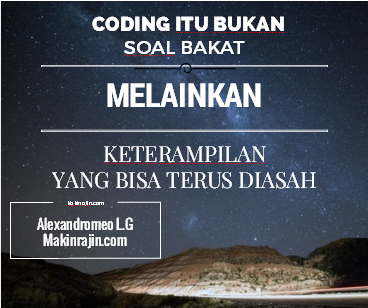 CODING ITU BUKAN
SOAL BAKAT
MELAINKAN
KETERAMPILAN
YANG BISA TERUS DIASAH
Makinrajin.com
Alexandromeo L.G
Makinrajin.com